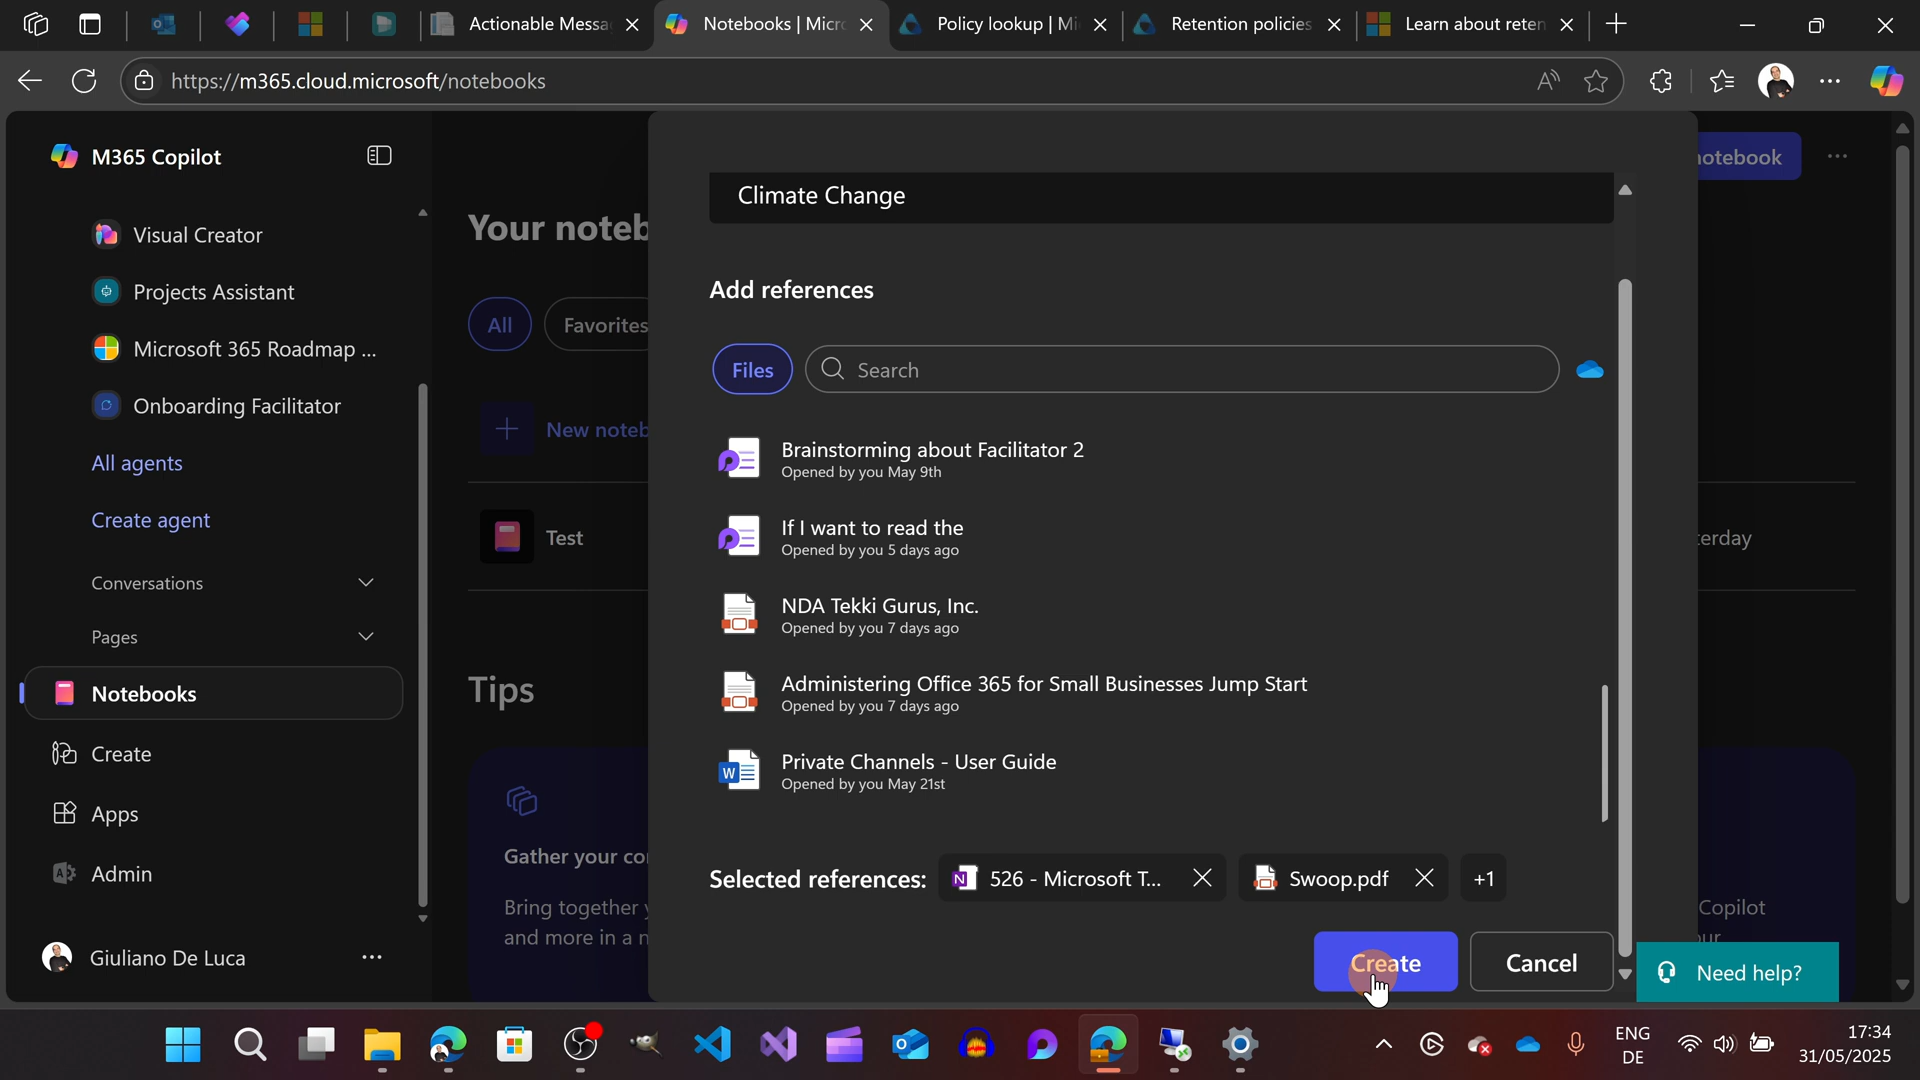 Actionable Messa
Notebooks | Micro
Policy lookup | Mi
Retention policies
Learn about reten
https://m365.cloud.microsoft/notebooks
M365 Copilot
Visual Creator
Projects Assistant
Microsoft 365 Roadmap ...
Onboarding Facilitator
All agents
Create agent
Conversations
Pages
Notebooks
Create
Apps
Admin
Giuliano De Luca
Your noteb
All
Favorites
New noteb
Test
Tips
Gather your co
Bring together
and more in a n
Climate Change
Add references
Files
Search
Brainstorming about Facilitator 2
Opened by you May 9th
If I want to read the
Opened by you 5 days ago
NDA Tekki Gurus, Inc.
Opened by you 7 days ago
Administering Office 365 for Small Businesses Jump Start
Opened by you 7 days ago
Private Channels - User Guide
Opened by you May 21st
Selected references:
526 - Microsoft T...
Swoop.pdf
+1
Create
Cancel
otebook
terday
Copilot
Need help?
ENG
DE
17:34
31/05/2025